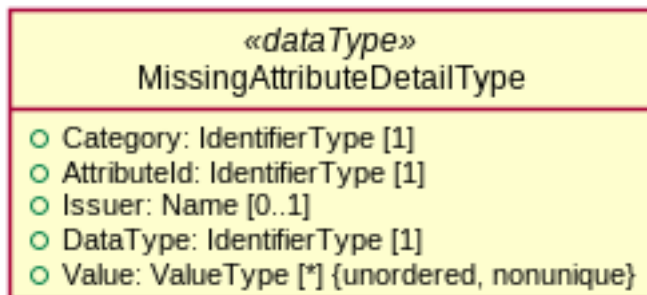 «dataType»
MissingAttributeDetailType
Category: IdentifierType [1]
AttributeId: IdentifierType [1]
Issuer: Name [0..1]
DataType: IdentifierType [1]
Value: ValueType [*] {unordered, nonunique}